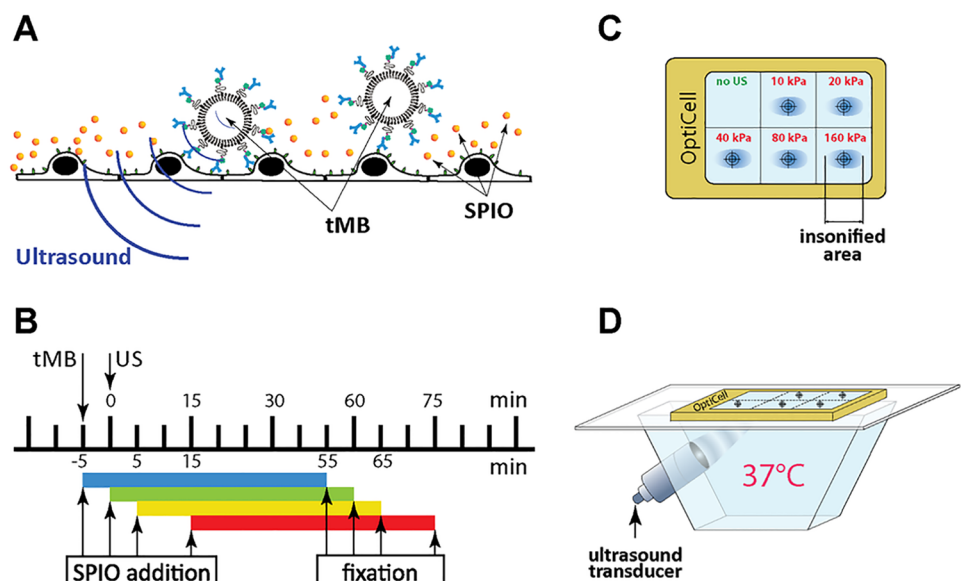 A
tMB
SPIO
Ultrasound
B
tMB
US
0
15
30
60
75
min
-5
5
15
55
65
min
SPIO addition
fixation
C
OptiCell
no US
10 kPa
20 kPa
40 kPa
80 kPa
160 kPa
insonified
area
D
OptiCell
37°C
ultrasound
transducer